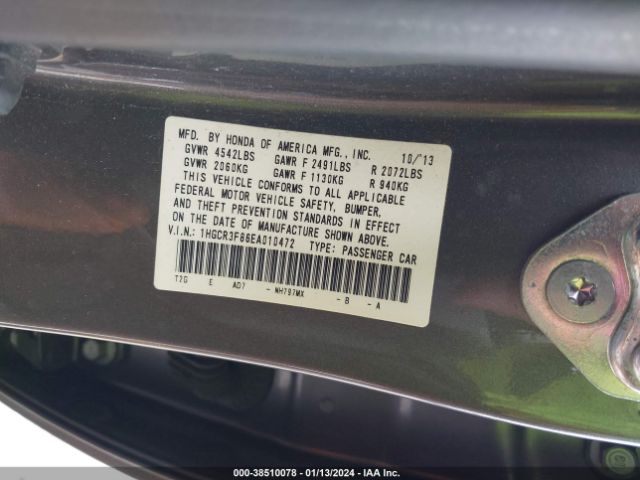 MFD. BY HONDA OF AMERICA MFG., INC. 10/13
GVWR 4542LBS GAWR F 2491LBS R 2072LBS
GVWR 2060KG GAWR F 1130KG R 940KG
THIS VEHICLE CONFORMS TO ALL APPLICABLE
FEDERAL MOTOR VEHICLE SAFETY, BUMPER,
AND THEFT PREVENTION STANDARDS IN EFFECT
ON THE DATE OF MANUFACTURE SHOWN ABOVE.
V.I.N.: 1HGCR3F86EA010472 TYPE: PASSENGER CAR
T2G E AD7 - NH797MX - B - A
000-38510078 - 01/13/2024 - IAA Inc.